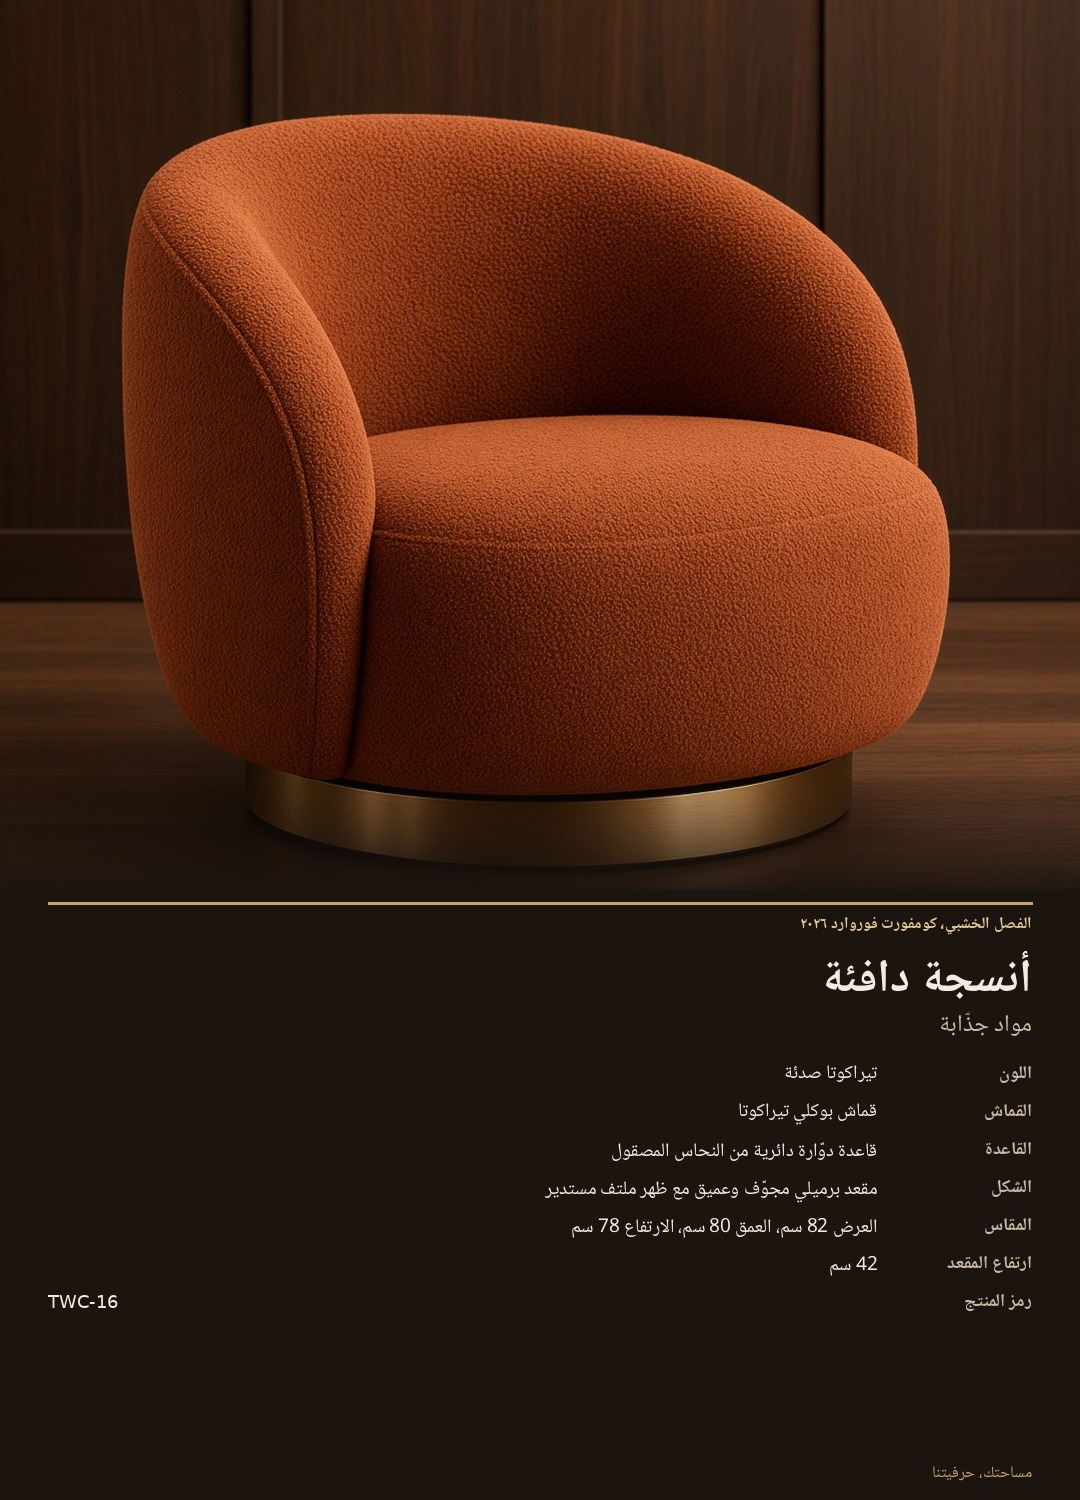 الفصل الخشبي، كومفورت فوروارد ٢٠٢٦
أنسجة دافئة
مواد جذّابة
اللون تيراكوتا صدئة
القماش قماش بوكلي تيراكوتا
القاعدة قاعدة دوّارة دائرية من النحاس المصقول
الشكل مقعد برميلي مجوّف وعميق مع ظهر ملتف مستدير
المقاس العرض 82 سم، العمق 80 سم، الارتفاع 78 سم
ارتفاع المقعد 42 سم
رمز المنتج TWC-16
مساحتك، حرفيتنا